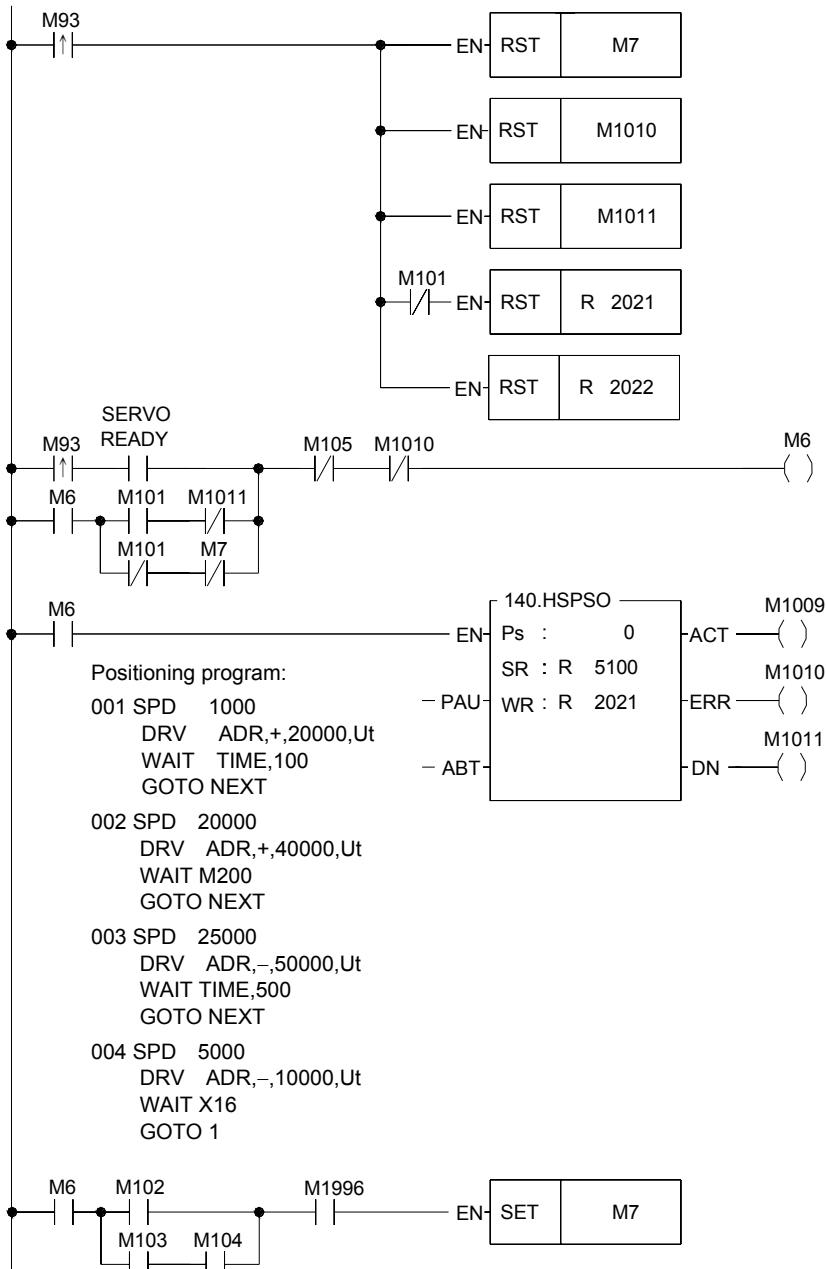 M93
EN RST M7
EN RST M1010
EN RST M1011
M101
EN RST R 2021
EN RST R 2022
SERVO
READY
M93 M105 M1010 M6
M6 M101 M1011
M101 M7
M6
140.HSPSO
EN Ps : 0 ACT M1009
SR : R 5100
PAU WR : R 2021 ERR M1010
ABT DN M1011
Positioning program:
001 SPD 1000
DRV ADR,+,20000,Ut
WAIT TIME,100
GOTO NEXT
002 SPD 20000
DRV ADR,+,40000,Ut
WAIT M200
GOTO NEXT
003 SPD 25000
DRV ADR,−,50000,Ut
WAIT TIME,500
GOTO NEXT
004 SPD 5000
DRV ADR,−,10000,Ut
WAIT X16
GOTO 1
M6 M102 M1996
EN SET M7
M103 M104